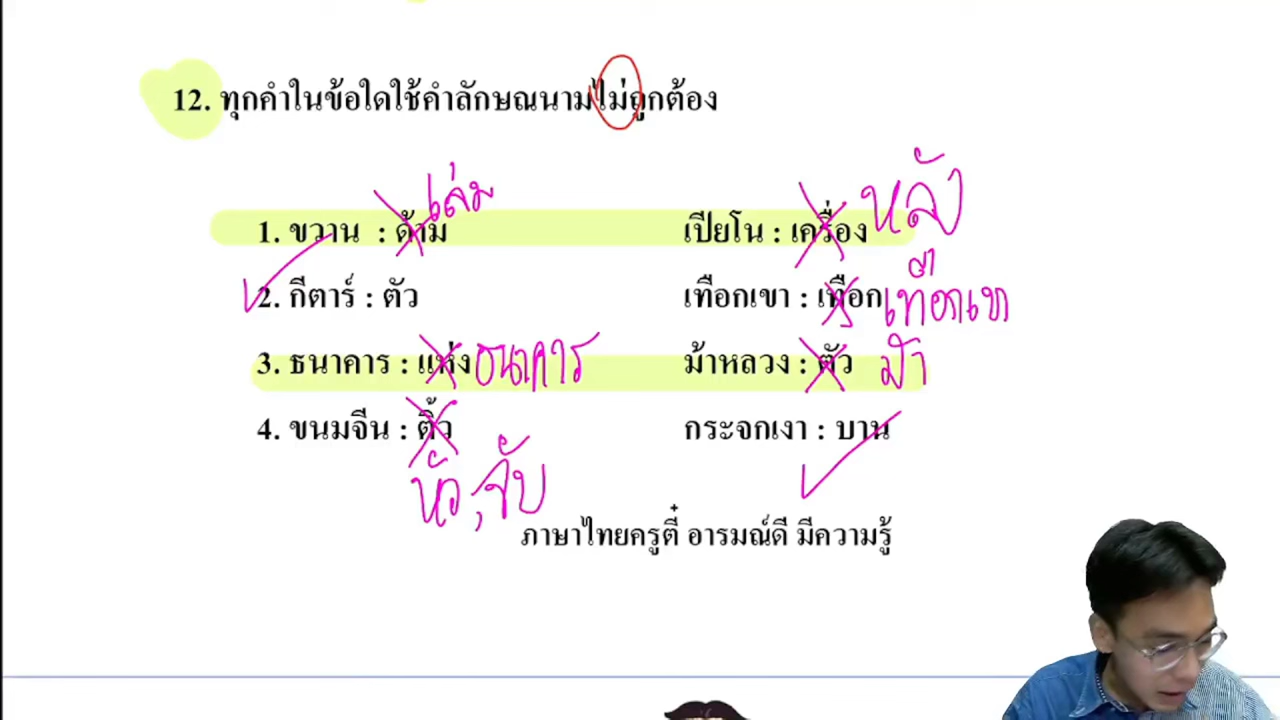 12. ทุกคำในข้อใดใช้คำลักษณนามไม่ถูกต้อง
เล่ม หลัง
1. ขวาน : ด้าม เปียโน : เครื่อง
2. กีตาร์ : ตัว เทือกเขา : เทือก เทือกเขา
3. ธนาคาร : แห่ง ธนาคาร ม้าหลวง : ตัว ม้า
4. ขนมจีน : ติ้ว กระจกเงา : บาน
หัว, จับ
ภาษาไทยครูตี๋ อารมณ์ดี มีความรู้